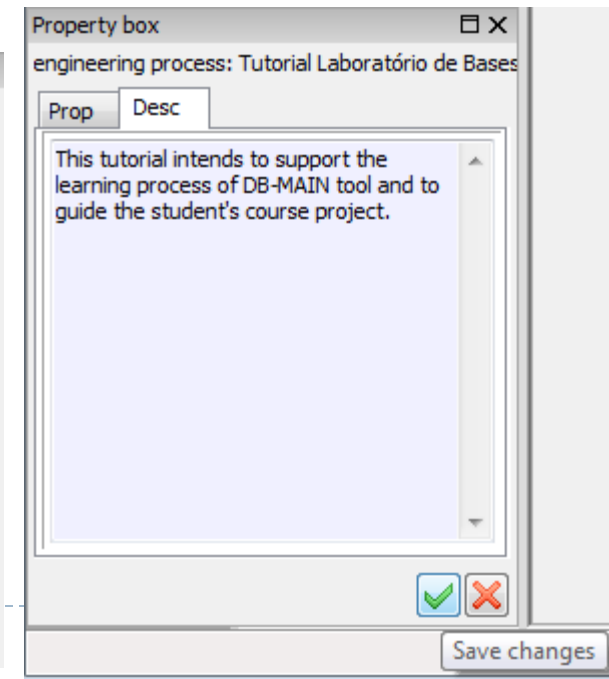 Property box
engineering process: Tutorial Laboratório de Bases
Prop Desc
This tutorial intends to support the
learning process of DB-MAIN tool and to
guide the student's course project.
Save changes